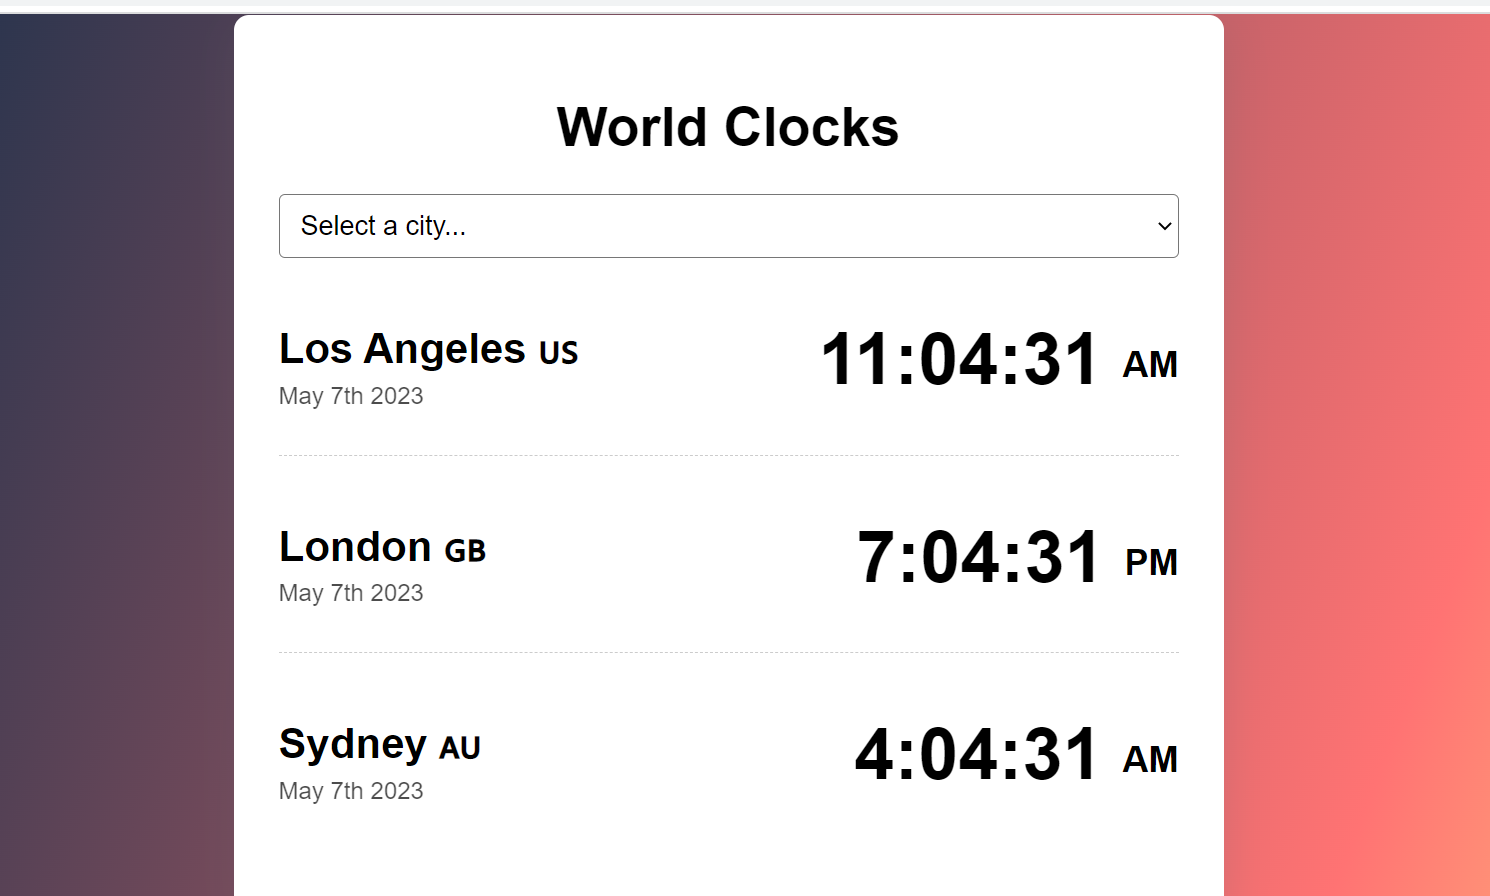 World Clocks
Select a city...
Los Angeles US
11:04:31 AM
May 7th 2023
London GB
7:04:31 PM
May 7th 2023
Sydney AU
4:04:31 AM
May 7th 2023